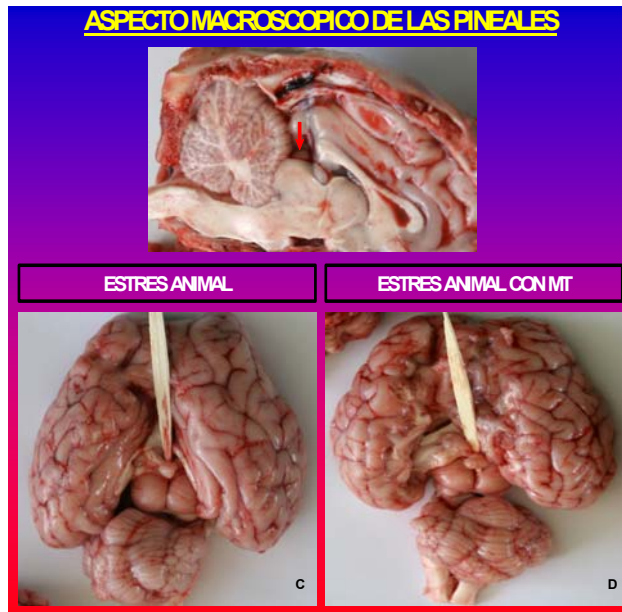 ASPECTO MACROSCOPICO DE LAS PINEALES
ESTRES ANIMAL
ESTRES ANIMAL CON MT
C
D